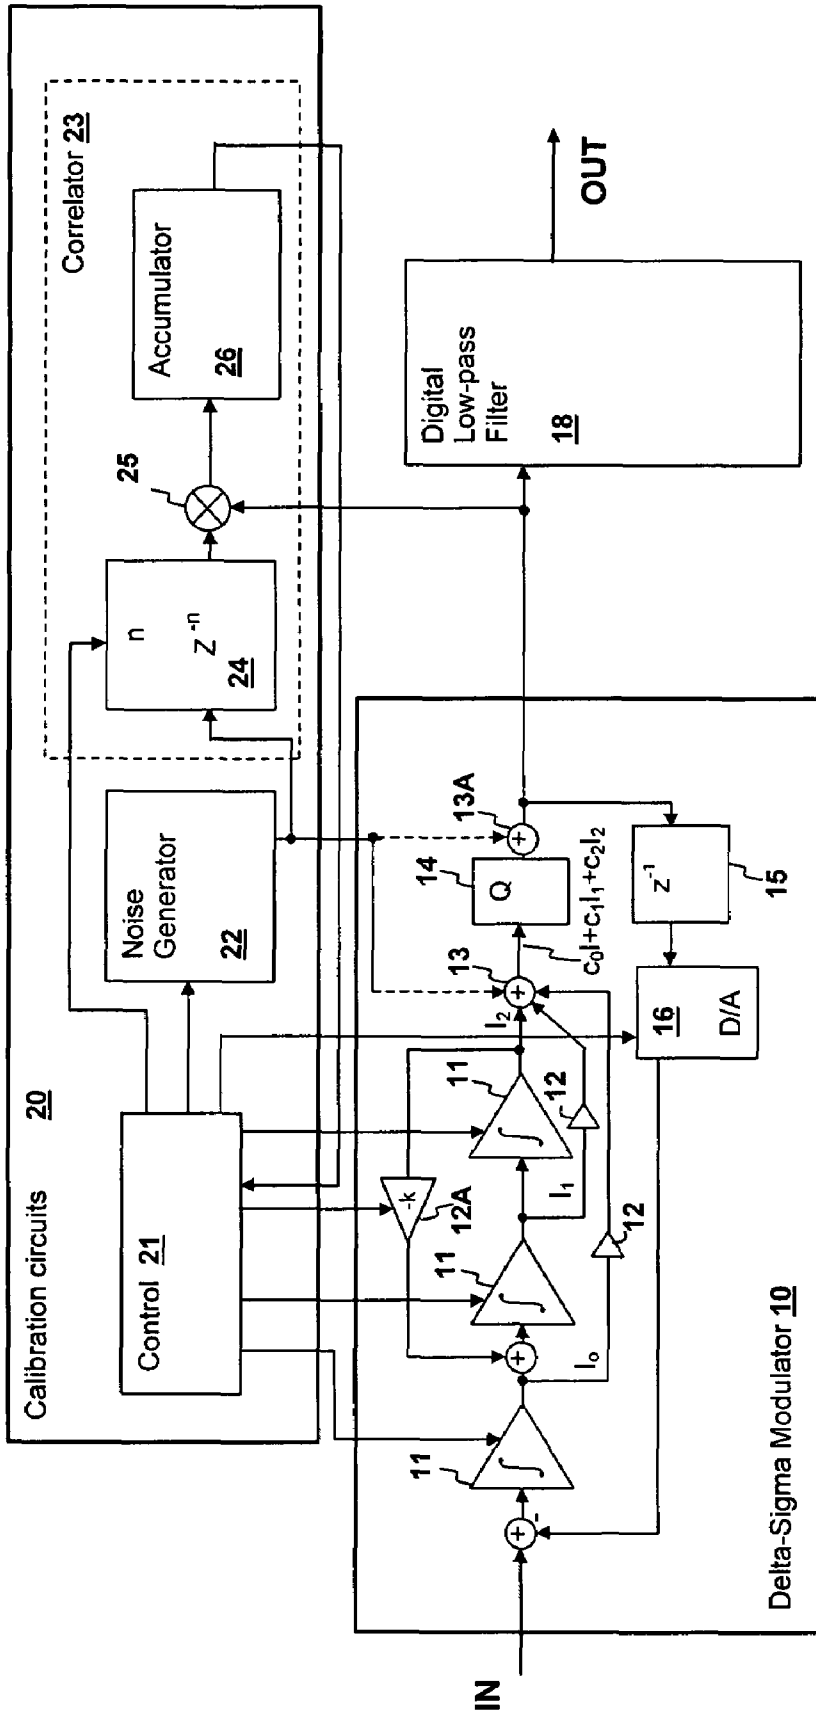 Calibration circuits 20
Control 21
Noise
Generator
22
Correlator 23
n
Z⁻ⁿ
24
25
Accumulator
26
-k
12A
11
11
11
I₀
I₁
I₂
12
12
13
c₀I+c₁I₁+c₂I₂
14
Q
13A
z⁻¹
15
16
D/A
IN
Delta-Sigma Modulator 10
Digital
Low-pass
Filter
18
OUT
+
-
+
+
+